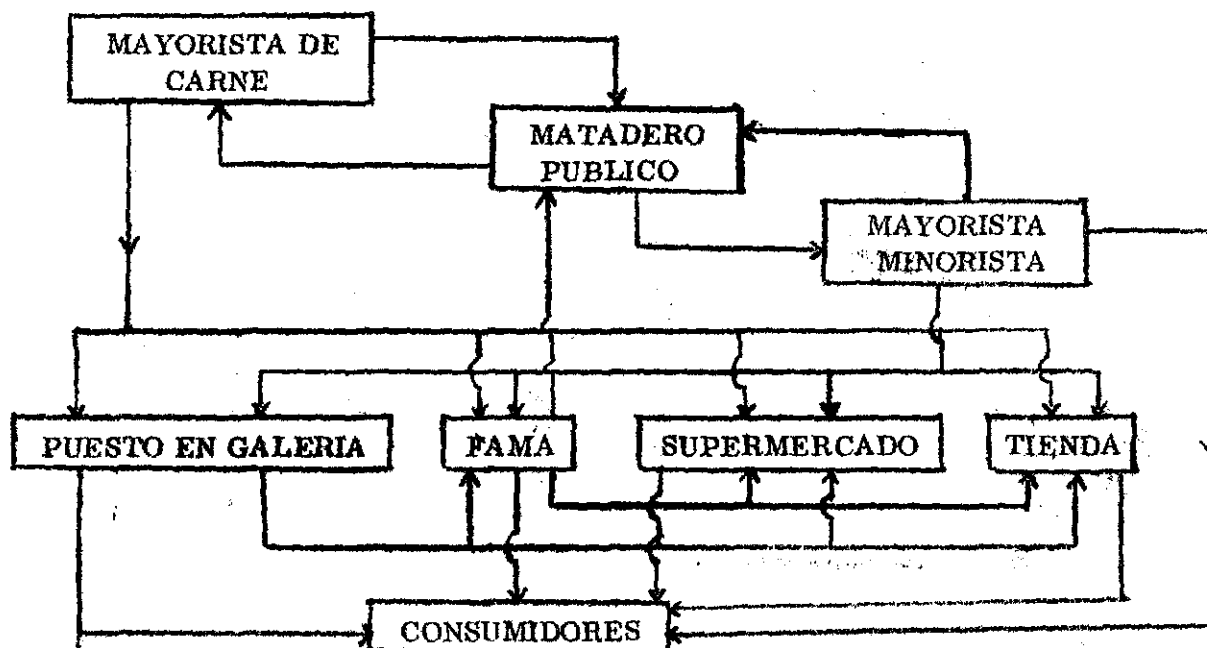 MAYORISTA DE
CARNE
MATADERO
PUBLICO
MAYORISTA
MINORISTA
PUESTO EN GALERIA
FAMA
SUPERMERCADO
TIENDA
CONSUMIDORES